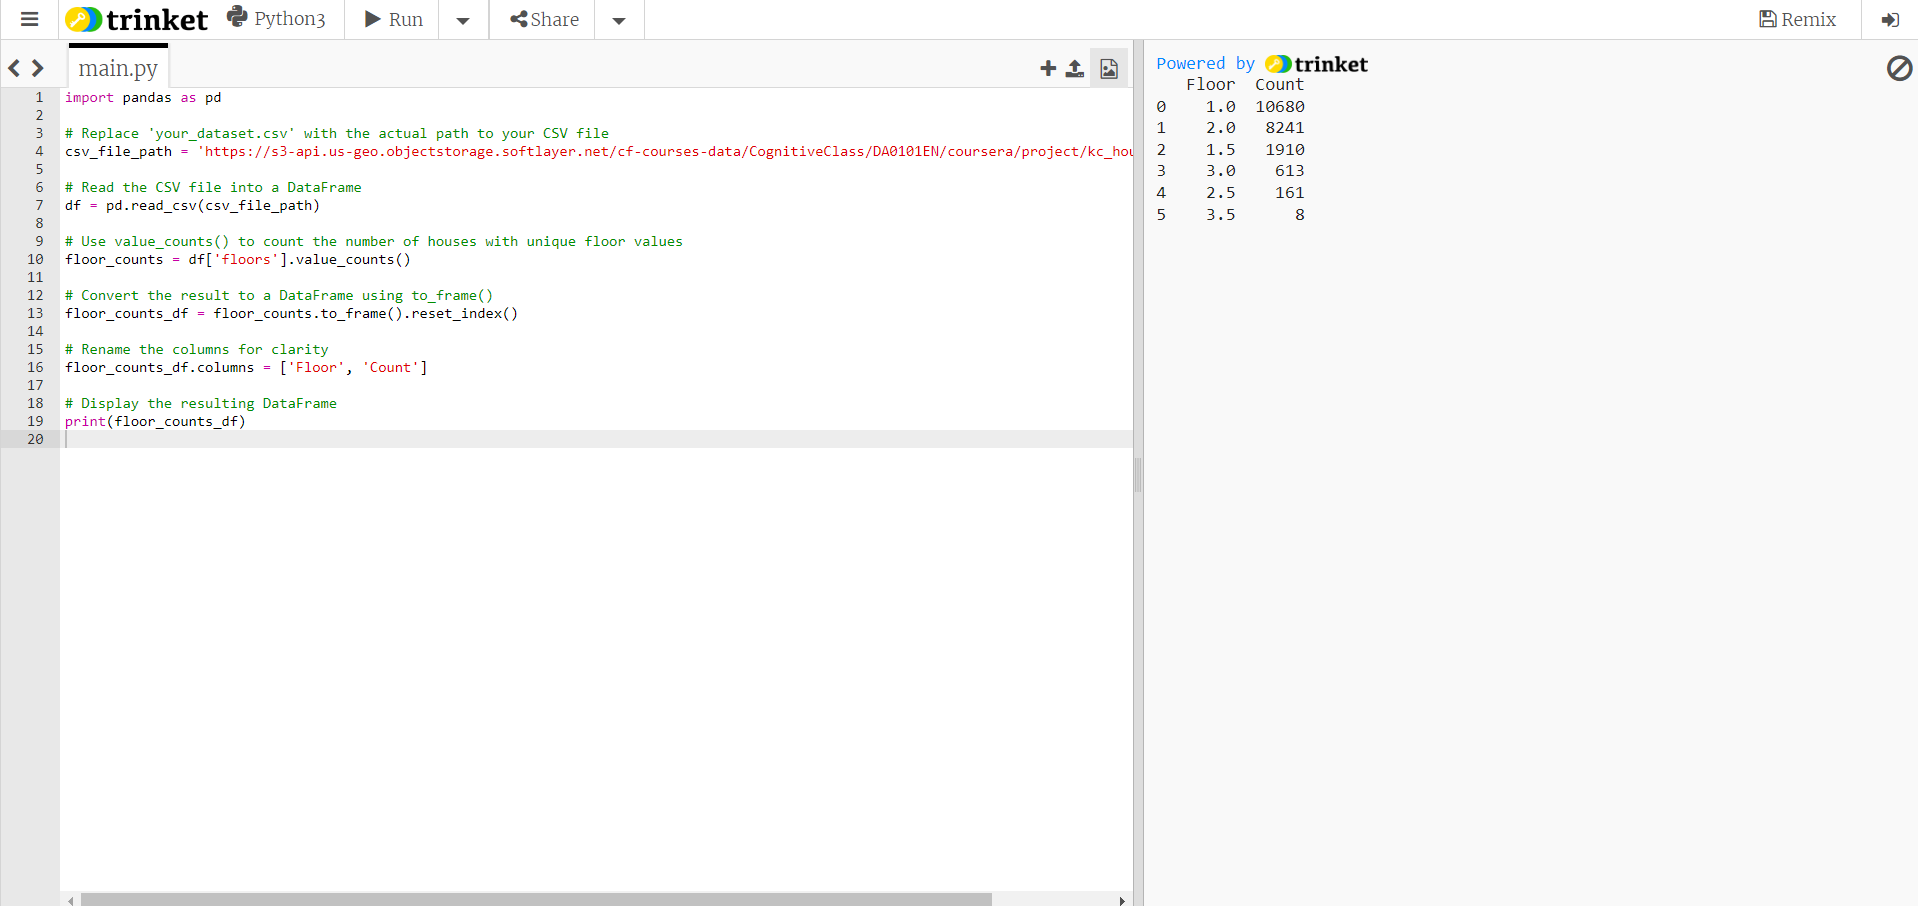 trinket Python3 Run Share Remix
main.py
1 import pandas as pd
2
3 # Replace 'your_dataset.csv' with the actual path to your CSV file
4 csv_file_path = 'https://s3-api.us-geo.objectstorage.softlayer.net/cf-courses-data/CognitiveClass/DA0101EN/coursera/project/kc_hou
5
6 # Read the CSV file into a DataFrame
7 df = pd.read_csv(csv_file_path)
8
9 # Use value_counts() to count the number of houses with unique floor values
10 floor_counts = df['floors'].value_counts()
11
12 # Convert the result to a DataFrame using to_frame()
13 floor_counts_df = floor_counts.to_frame().reset_index()
14
15 # Rename the columns for clarity
16 floor_counts_df.columns = ['Floor', 'Count']
17
18 # Display the resulting DataFrame
19 print(floor_counts_df)
20
Powered by trinket
Floor Count
0 1.0 10680
1 2.0 8241
2 1.5 1910
3 3.0 613
4 2.5 161
5 3.5 8